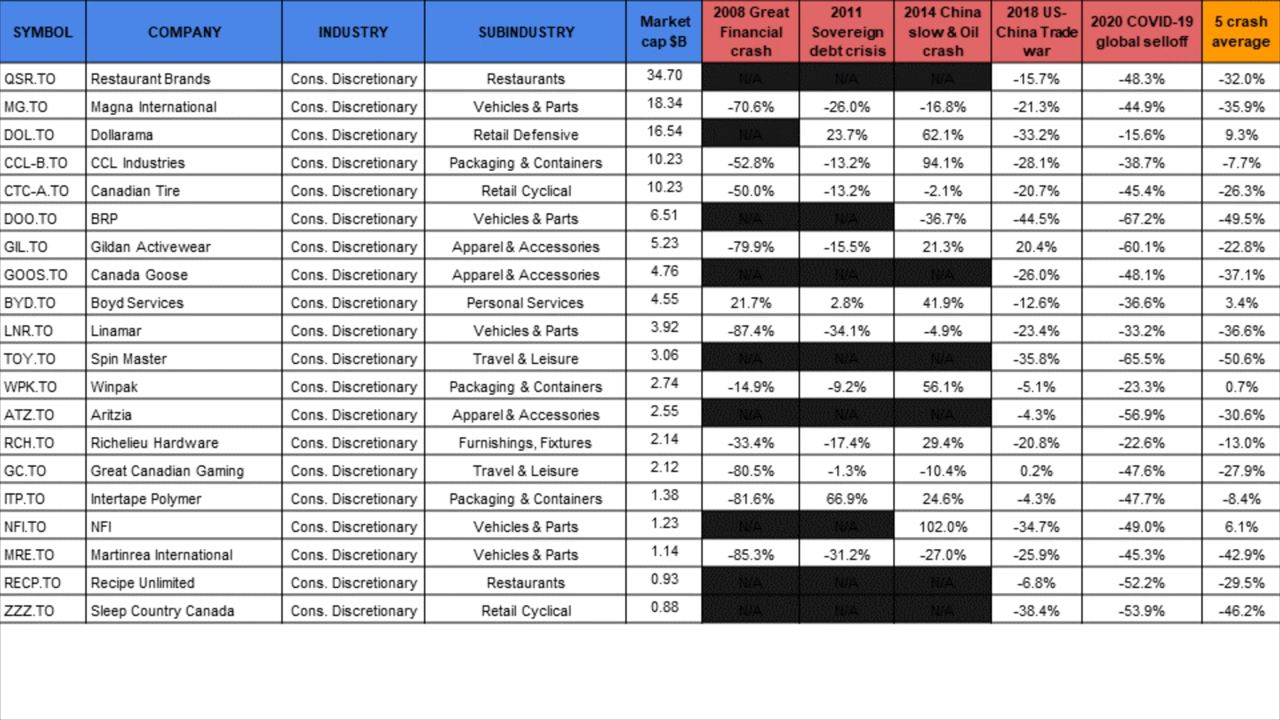 SYMBOL COMPANY INDUSTRY SUBINDUSTRY Market cap $B 2008 Great Financial crash 2011 Sovereign debt crisis 2014 China slow & Oil crash 2018 US-China Trade war 2020 COVID-19 global selloff 5 crash average
QSR.TO Restaurant Brands Cons. Discretionary Restaurants 34.70 N/A N/A N/A -15.7% -48.3% -32.0%
MG.TO Magna International Cons. Discretionary Vehicles & Parts 18.34 -70.6% -26.0% -16.8% -21.3% -44.9% -35.9%
DOL.TO Dollarama Cons. Discretionary Retail Defensive 16.54 N/A 23.7% 62.1% -33.2% -15.6% 9.3%
CCL-B.TO CCL Industries Cons. Discretionary Packaging & Containers 10.23 -52.8% -13.2% 94.1% -28.1% -38.7% -7.7%
CTC-A.TO Canadian Tire Cons. Discretionary Retail Cyclical 10.23 -50.0% -13.2% -2.1% -20.7% -45.4% -26.3%
DOO.TO BRP Cons. Discretionary Vehicles & Parts 6.51 N/A N/A -36.7% -44.5% -67.2% -49.5%
GIL.TO Gildan Activewear Cons. Discretionary Apparel & Accessories 5.23 -79.9% -15.5% 21.3% 20.4% -60.1% -22.8%
GOOS.TO Canada Goose Cons. Discretionary Apparel & Accessories 4.76 N/A N/A N/A -26.0% -48.1% -37.1%
BYD.TO Boyd Services Cons. Discretionary Personal Services 4.55 21.7% 2.8% 41.9% -12.6% -36.6% 3.4%
LNR.TO Linamar Cons. Discretionary Vehicles & Parts 3.92 -87.4% -34.1% -4.9% -23.4% -33.2% -36.6%
TOY.TO Spin Master Cons. Discretionary Travel & Leisure 3.06 N/A N/A N/A -35.8% -65.5% -50.6%
WPK.TO Winpak Cons. Discretionary Packaging & Containers 2.74 -14.9% -9.2% 56.1% -5.1% -23.3% 0.7%
ATZ.TO Aritzia Cons. Discretionary Apparel & Accessories 2.55 N/A N/A N/A -4.3% -56.9% -30.6%
RCH.TO Richelieu Hardware Cons. Discretionary Furnishings, Fixtures 2.14 -33.4% -17.4% 29.4% -20.8% -22.6% -13.0%
GC.TO Great Canadian Gaming Cons. Discretionary Travel & Leisure 2.12 -80.5% -1.3% -10.4% 0.2% -47.6% -27.9%
ITP.TO Intertape Polymer Cons. Discretionary Packaging & Containers 1.38 -81.6% 66.9% 24.6% -4.3% -47.7% -8.4%
NFI.TO NFI Cons. Discretionary Vehicles & Parts 1.23 N/A N/A 102.0% -34.7% -49.0% 6.1%
MRE.TO Martinrea International Cons. Discretionary Vehicles & Parts 1.14 -85.3% -31.2% -27.0% -25.9% -45.3% -42.9%
RECP.TO Recipe Unlimited Cons. Discretionary Restaurants 0.93 N/A N/A N/A -6.8% -52.2% -29.5%
ZZZ.TO Sleep Country Canada Cons. Discretionary Retail Cyclical 0.88 N/A N/A N/A -38.4% -53.9% -46.2%